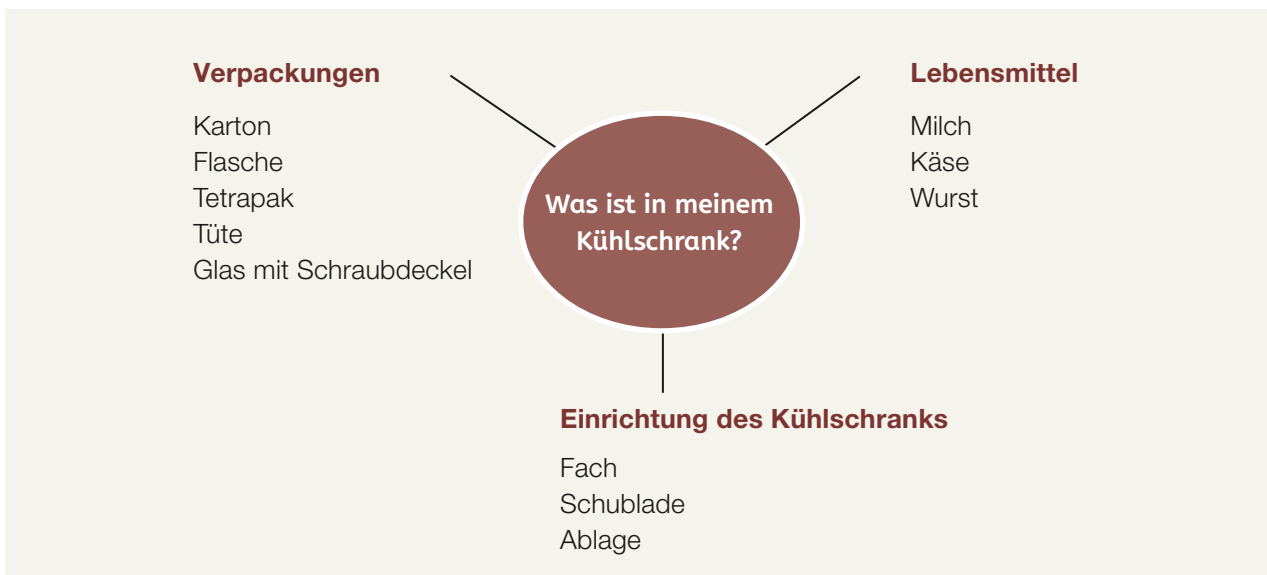 Verpackungen
Karton
Flasche
Tetrapak
Tüte
Glas mit Schraubdeckel
Was ist in meinem
Kühlschrank?
Lebensmittel
Milch
Käse
Wurst
Einrichtung des Kühlschranks
Fach
Schublade
Ablage